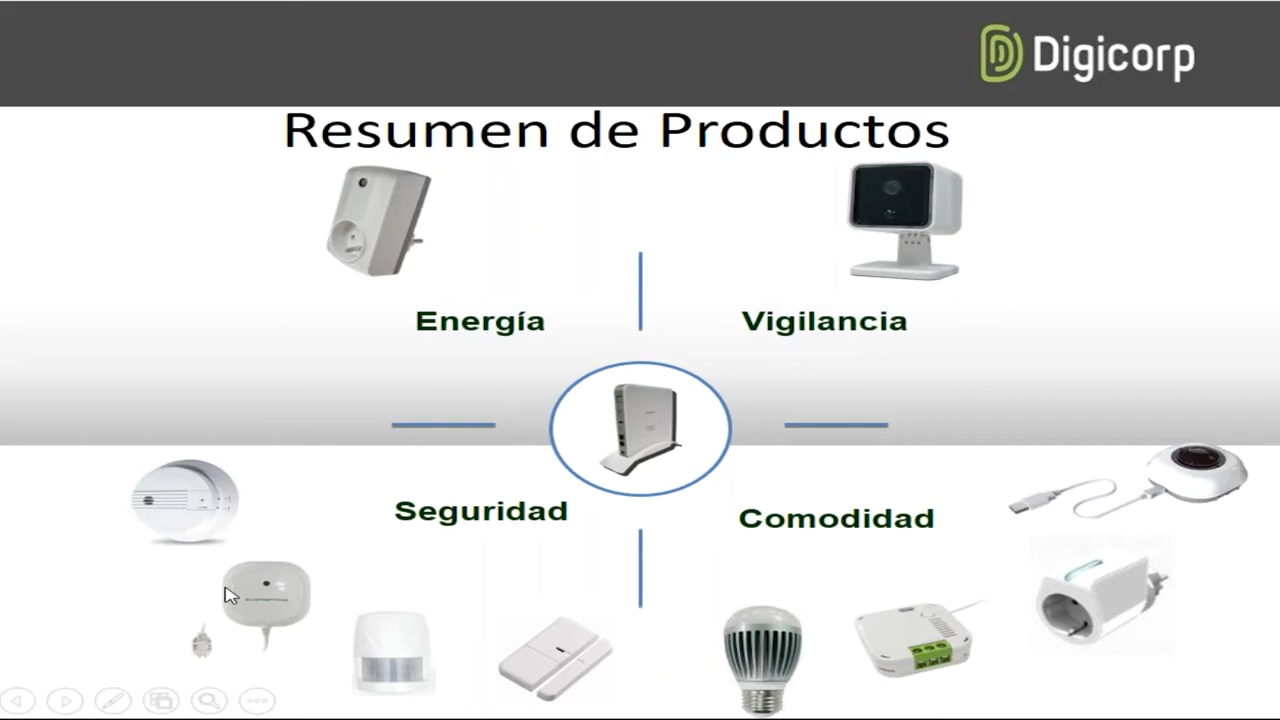 Digicorp
Resumen de Productos
Energía
Vigilancia
Seguridad
Comodidad